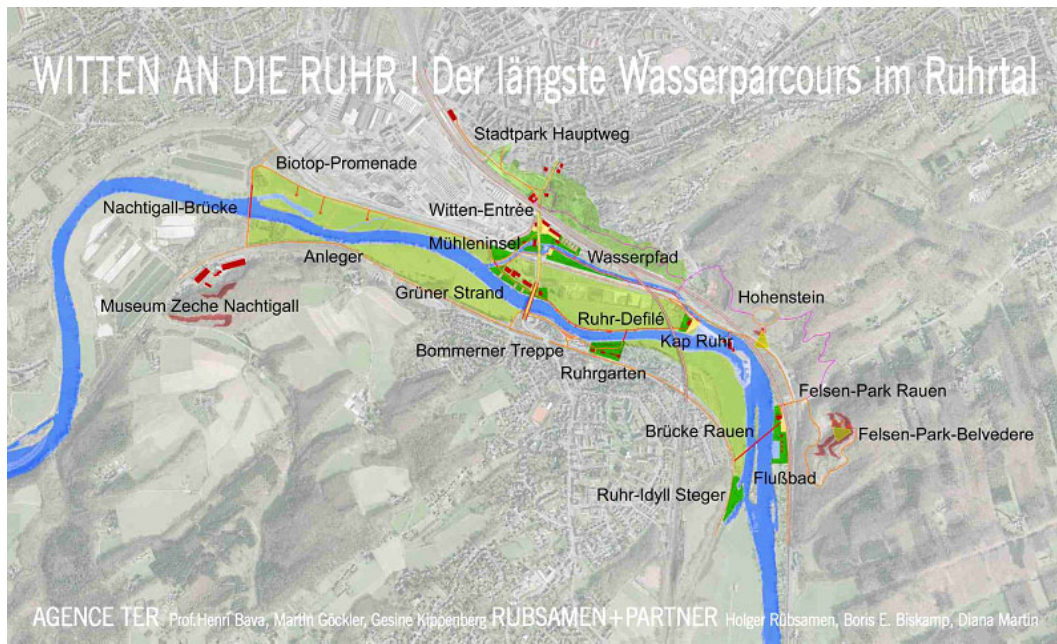 WITTEN AN DIE RUHR ! Der längste Wasserparcours im Ruhrtal
Stadtpark Hauptweg
Biotop-Promenade
Nachtigall-Brücke
Witten-Entrée
Mühleninsel
Anleger
Wasserpfad
Grüner Strand
Museum Zeche Nachtigall
Hohenstein
Ruhr-Defilé
Kap Ruhr
Bommerner Treppe
Ruhrgarten
Felsen-Park Rauen
Brücke Rauen
Felsen-Park-Belvedere
Flußbad
Ruhr-Idyll Steger
AGENCE TER Prof.Henri Bava, Martin Göckler, Gesine Kippenberg RÜBSAMEN+PARTNER Holger Rübsamen, Boris E. Biskamp, Diana Martin